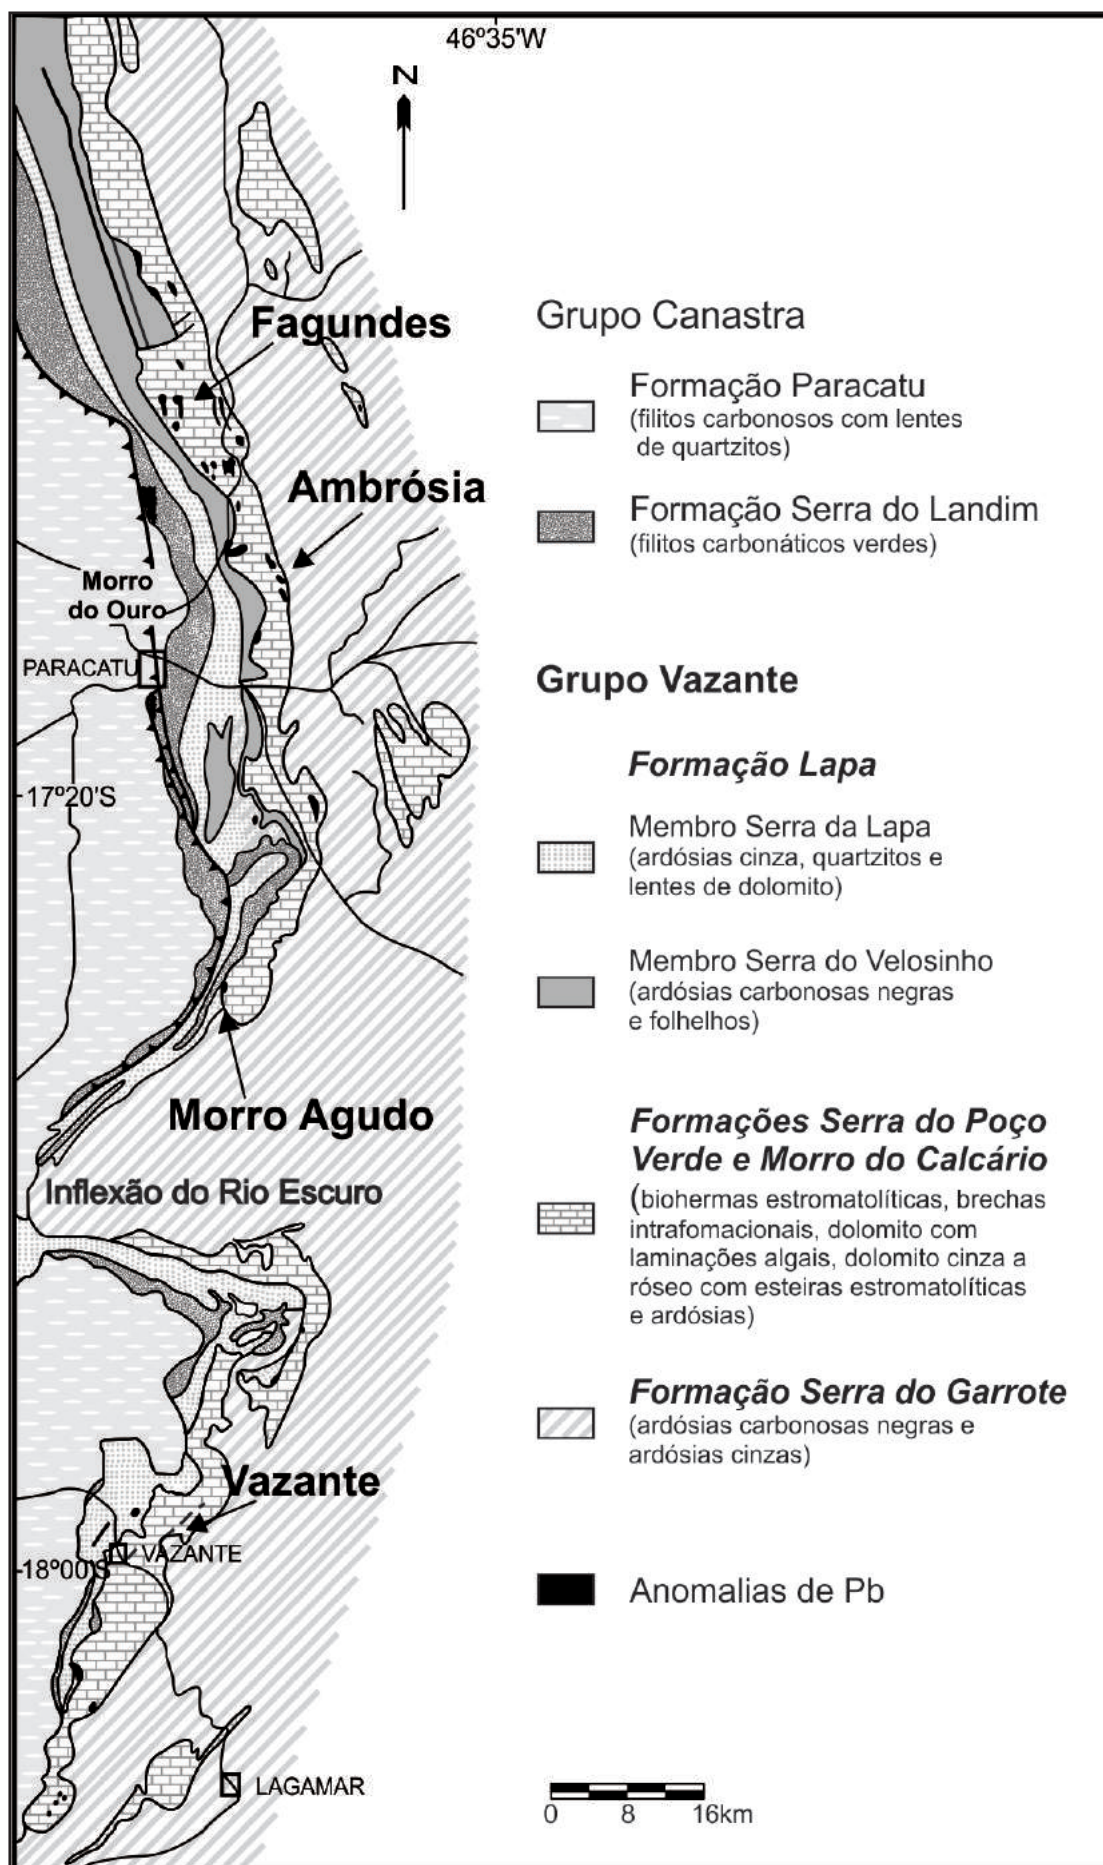 46º35'W
N
Fagundes
Ambrósia
Morro
do Ouro
PARACATU
17º20'S
Morro Agudo
Inflexão do Rio Escuro
Vazante
VAZANTE
18º00'S
LAGAMAR
Grupo Canastra
Formação Paracatu
(filitos carbonosos com lentes
de quartzitos)
Formação Serra do Landim
(filitos carbonáticos verdes)
Grupo Vazante
Formação Lapa
Membro Serra da Lapa
(ardósias cinza, quartzitos e
lentes de dolomito)
Membro Serra do Velosinho
(ardósias carbonosas negras
e folhelhos)
Formações Serra do Poço
Verde e Morro do Calcário
(biohermas estromatolíticas, brechas
intrafomacionais, dolomito com
laminações algais, dolomito cinza a
róseo com esteiras estromatolíticas
e ardósias)
Formação Serra do Garrote
(ardósias carbonosas negras e
ardósias cinzas)
Anomalias de Pb
0 8 16km